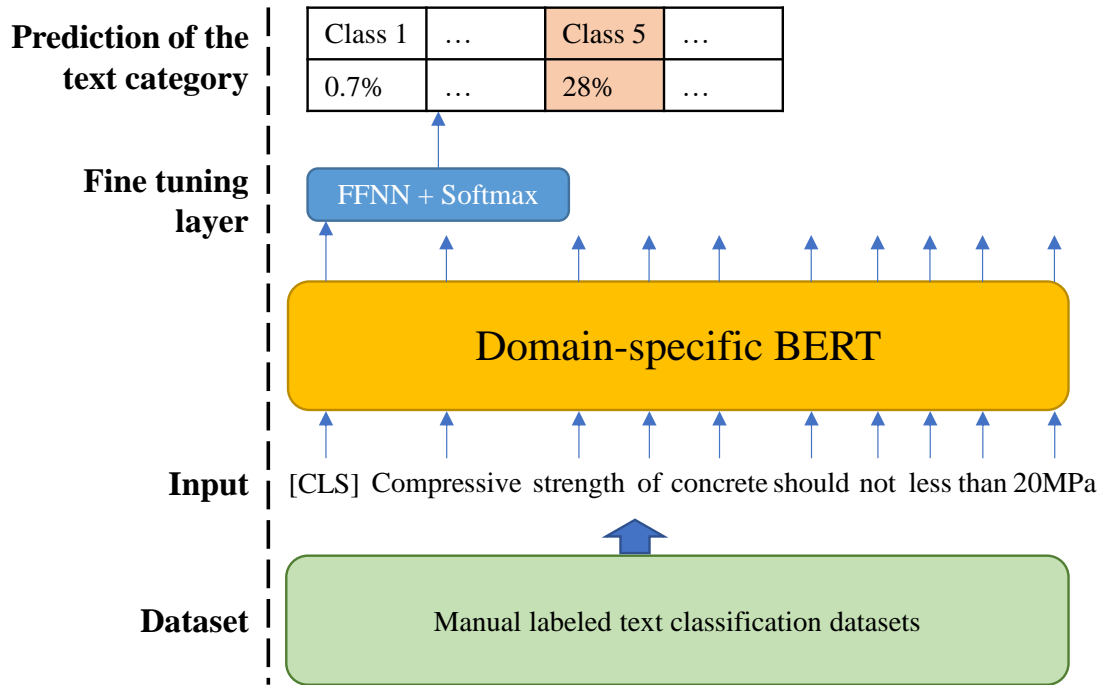 Prediction of the
text category
Class 1 … Class 5 …
0.7% … 28% …
Fine tuning
layer
FFNN + Softmax
Domain-specific BERT
Input
[CLS] Compressive strength of concrete should not less than 20MPa
Dataset
Manual labeled text classification datasets